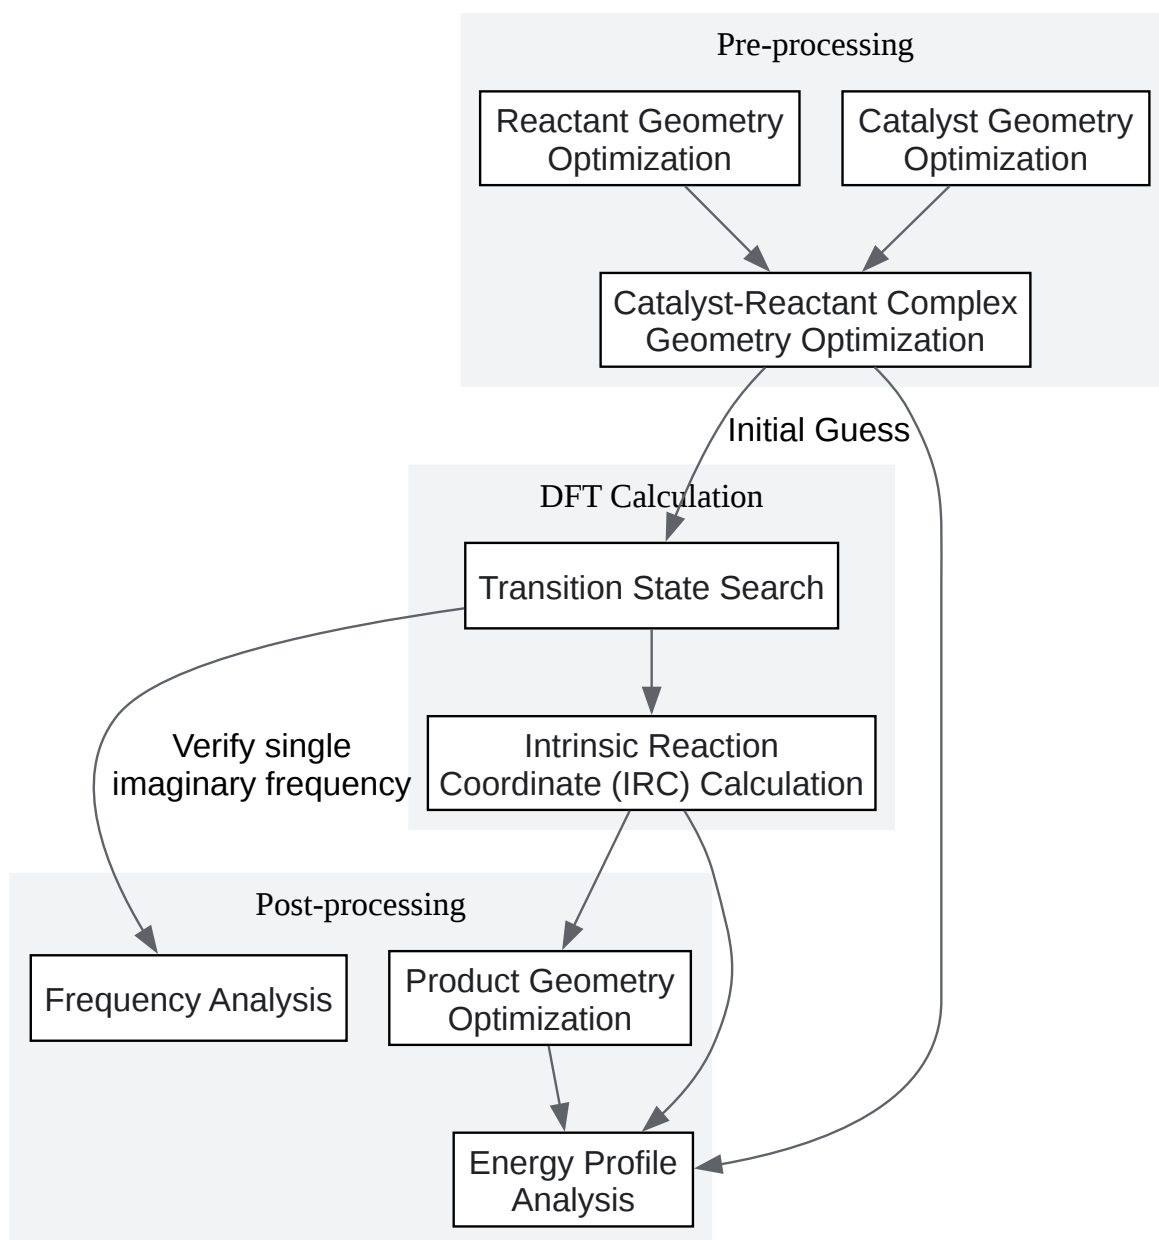 Pre-processing
Reactant Geometry
Optimization
Catalyst Geometry
Optimization
Catalyst-Reactant Complex
Geometry Optimization
Initial Guess
DFT Calculation
Transition State Search
Verify single
imaginary frequency
Intrinsic Reaction
Coordinate (IRC) Calculation
Post-processing
Frequency Analysis
Product Geometry
Optimization
Energy Profile
Analysis